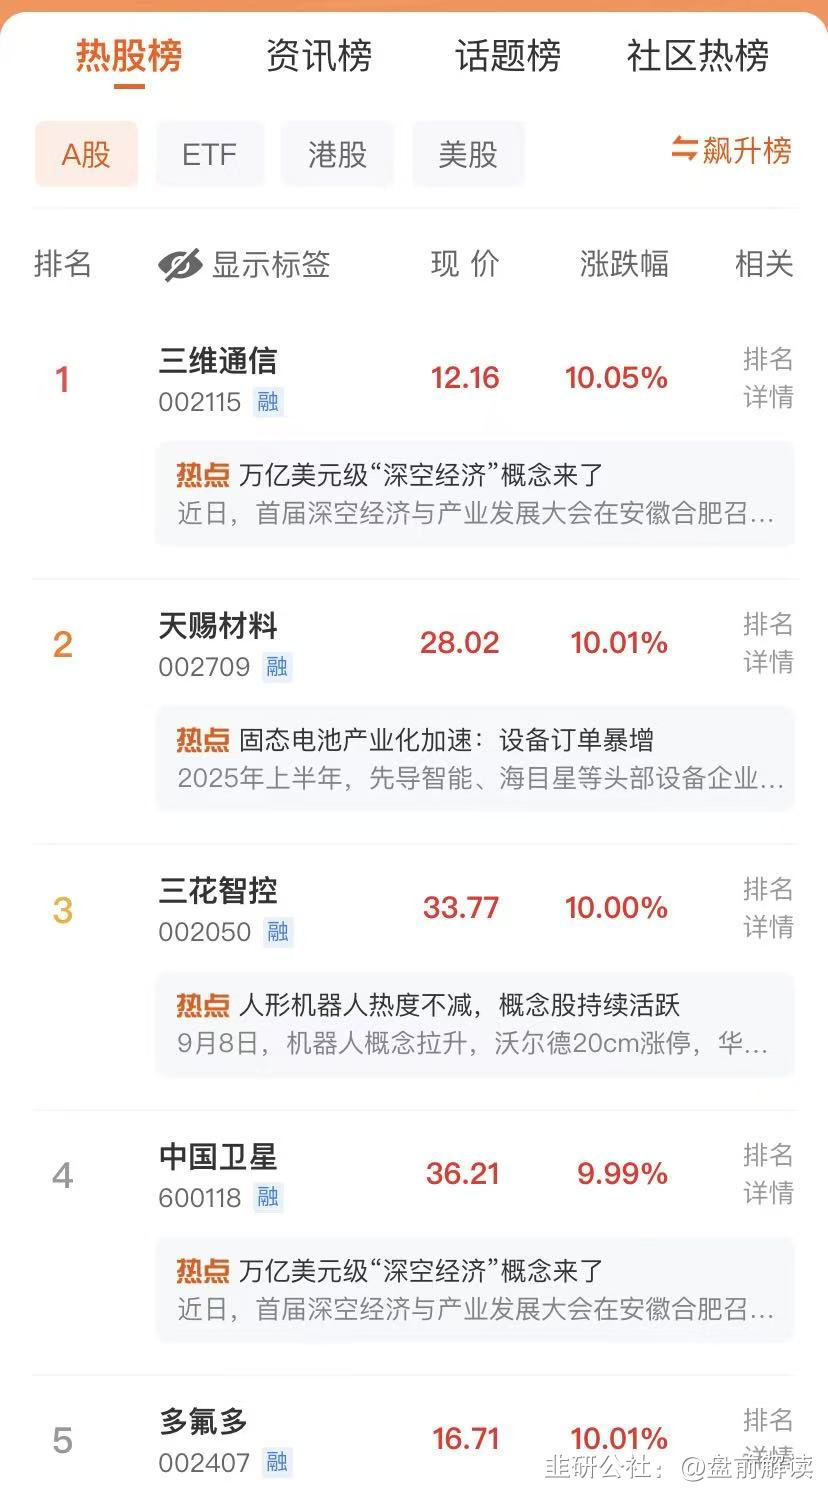 热股榜 资讯榜 话题榜 社区热榜
A股 ETF 港股 美股 飙升榜
排名 显示标签 现价 涨跌幅 相关
1 三维通信 12.16 10.05% 排名
002115 融 详情
热点 万亿美元级“深空经济”概念来了
近日，首届深空经济与产业发展大会在安徽合肥召...
2 天赐材料 28.02 10.01% 排名
002709 融 详情
热点 固态电池产业化加速：设备订单暴增
2025年上半年，先导智能、海目星等头部设备企业...
3 三花智控 33.77 10.00% 排名
002050 融 详情
热点 人形机器人热度不减，概念股持续活跃
9月8日，机器人概念拉升，沃尔德20cm涨停，华...
4 中国卫星 36.21 9.99% 排名
600118 融 详情
热点 万亿美元级“深空经济”概念来了
近日，首届深空经济与产业发展大会在安徽合肥召...
5 多氟多 16.71 10.01% 排名
002407 融 详情
韭研公社：@盘前解读